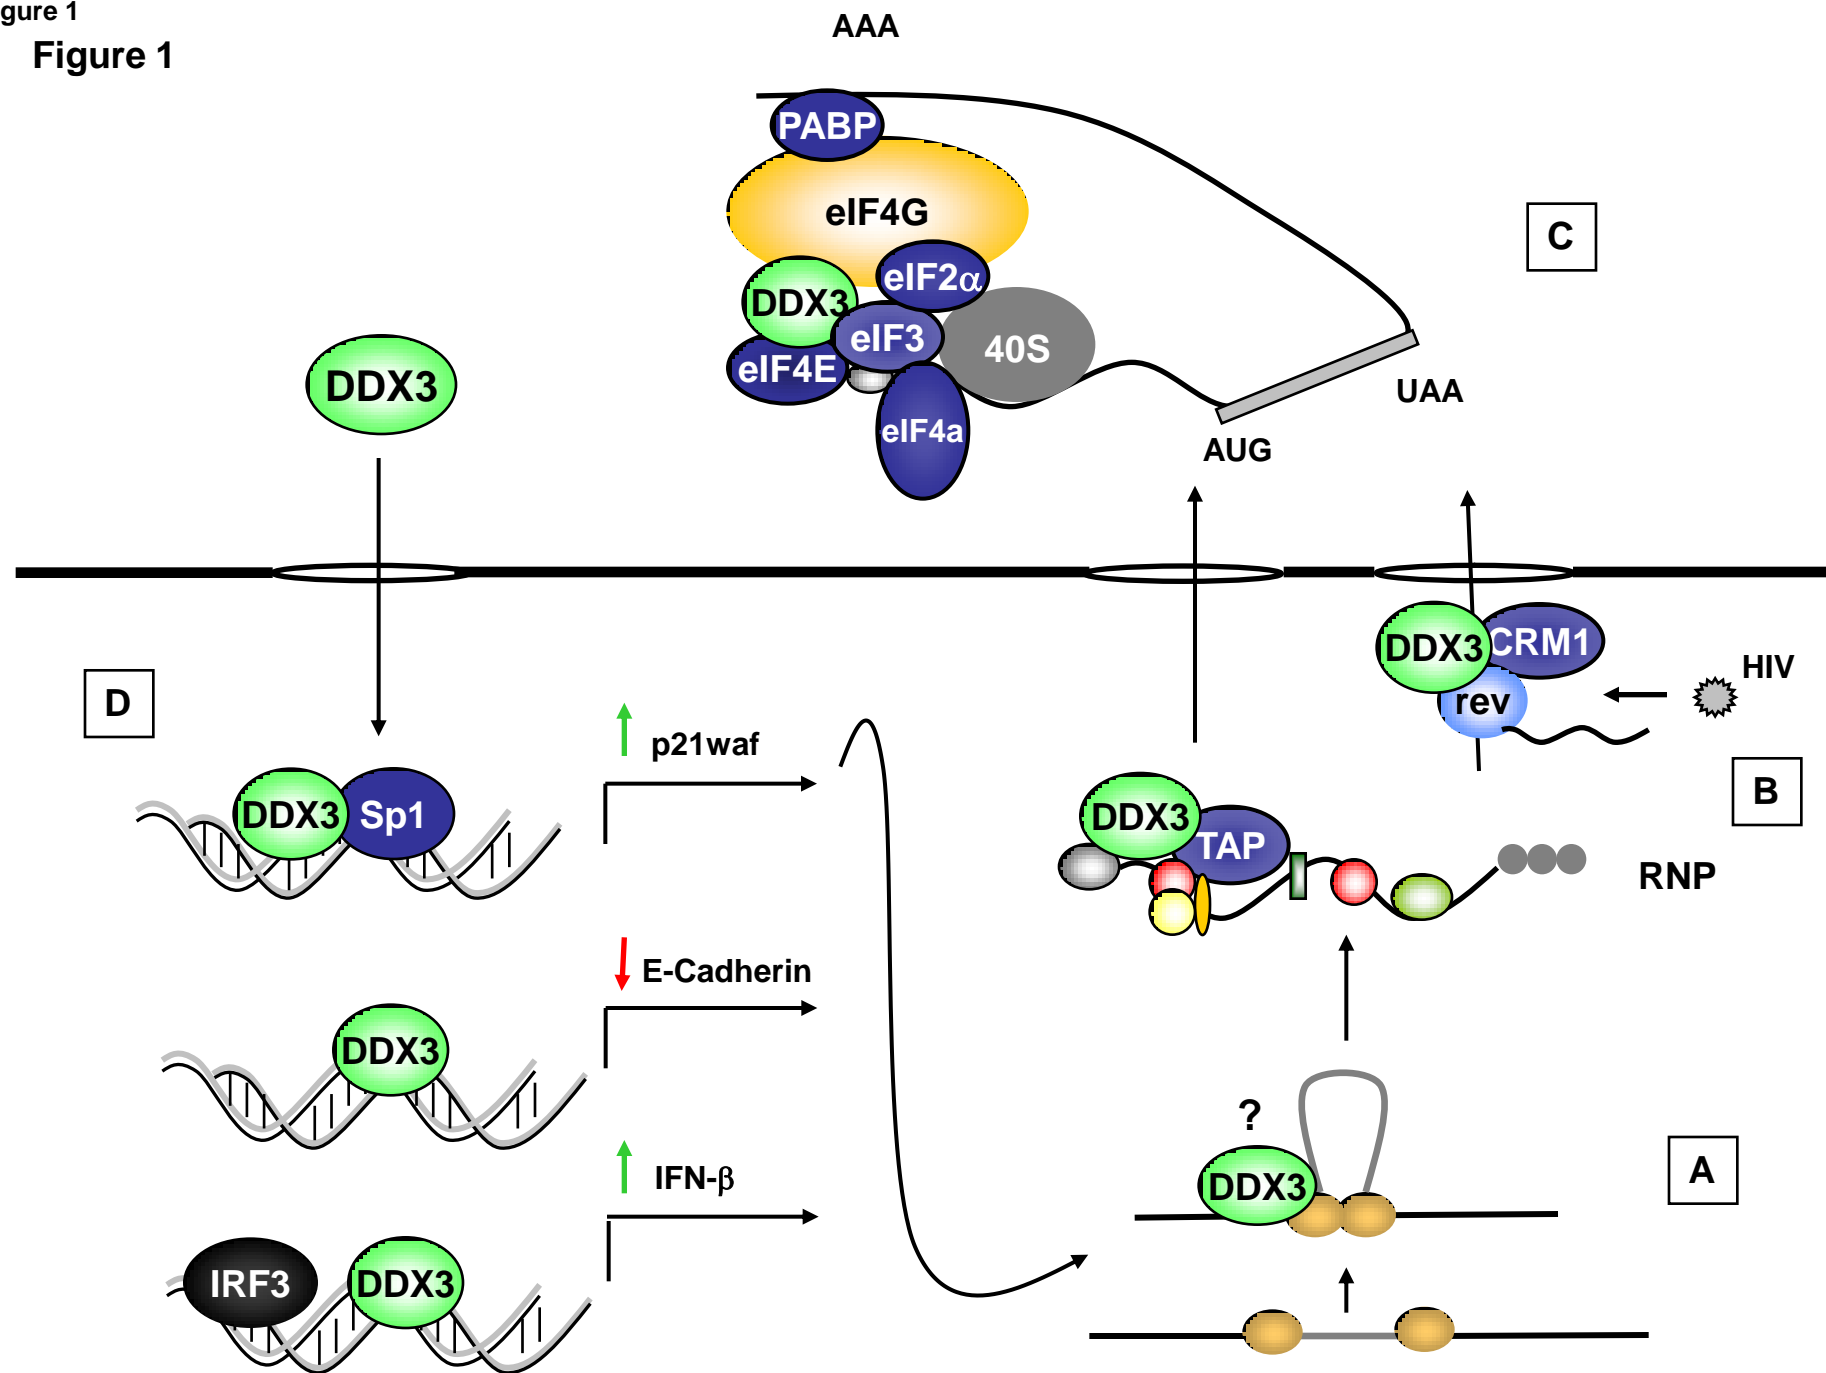 gure 1
Figure 1
AAA
PABP
eIF4G
C
eIF2α
DDX3
eIF3
40S
eIF4E
DDX3
UAA
eIF4a
AUG
DDX3
CRM1
HIV
rev
D
p21waf
B
DDX3
Sp1
DDX3
TAP
RNP
E-Cadherin
DDX3
?
A
IFN-β
DDX3
IRF3
DDX3